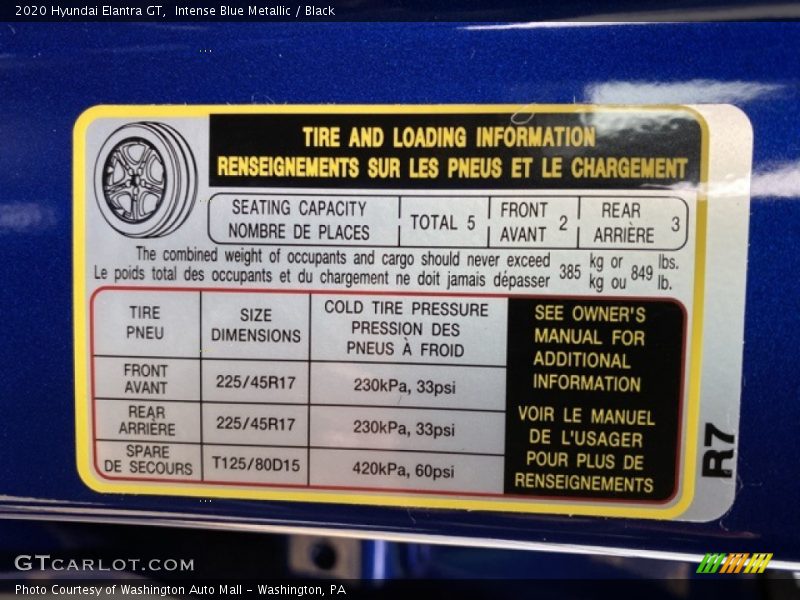 2020 Hyundai Elantra GT,  Intense Blue Metallic / Black
TIRE AND LOADING INFORMATION
RENSEIGNEMENTS SUR LES PNEUS ET LE CHARGEMENT
SEATING CAPACITY
NOMBRE DE PLACES
TOTAL 5
FRONT
AVANT
2
REAR
ARRIÈRE
3
The combined weight of occupants and cargo should never exceed
Le poids total des occupants et du chargement ne doit jamais dépasser
385
kg or
kg ou
849
lbs.
lb.
TIRE
PNEU
SIZE
DIMENSIONS
COLD TIRE PRESSURE
PRESSION DES
PNEUS À FROID
FRONT
AVANT
225/45R17
230kPa, 33psi
REAR
ARRIÈRE
225/45R17
230kPa, 33psi
SPARE
DE SECOURS
T125/80D15
420kPa, 60psi
SEE OWNER'S
MANUAL FOR
ADDITIONAL
INFORMATION
VOIR LE MANUEL
DE L'USAGER
POUR PLUS DE
RENSEIGNEMENTS
R7
GTCARLOT.COM
Photo Courtesy of Washington Auto Mall - Washington, PA